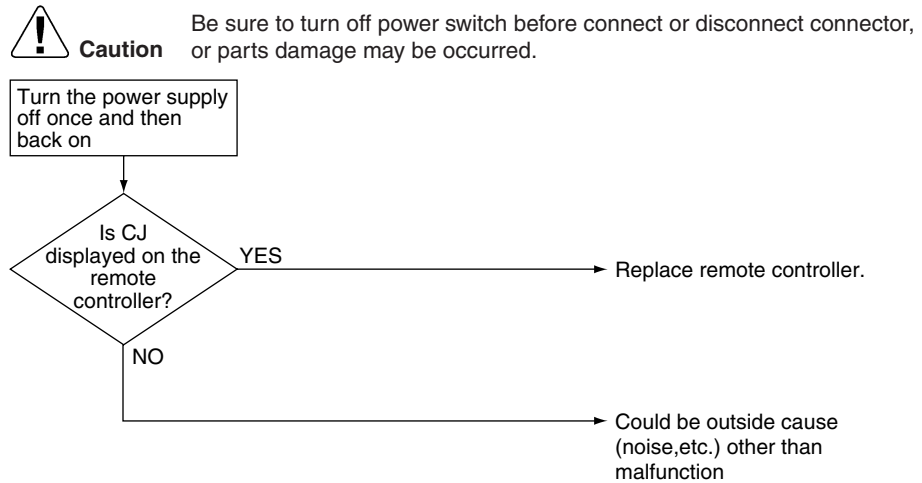 Be sure to turn off power switch before connect or disconnect connector,
Caution or parts damage may be occurred.
Turn the power supply
off once and then
back on
Is CJ
displayed on the
remote
controller?
YES
Replace remote controller.
NO
Could be outside cause
(noise,etc.) other than
malfunction